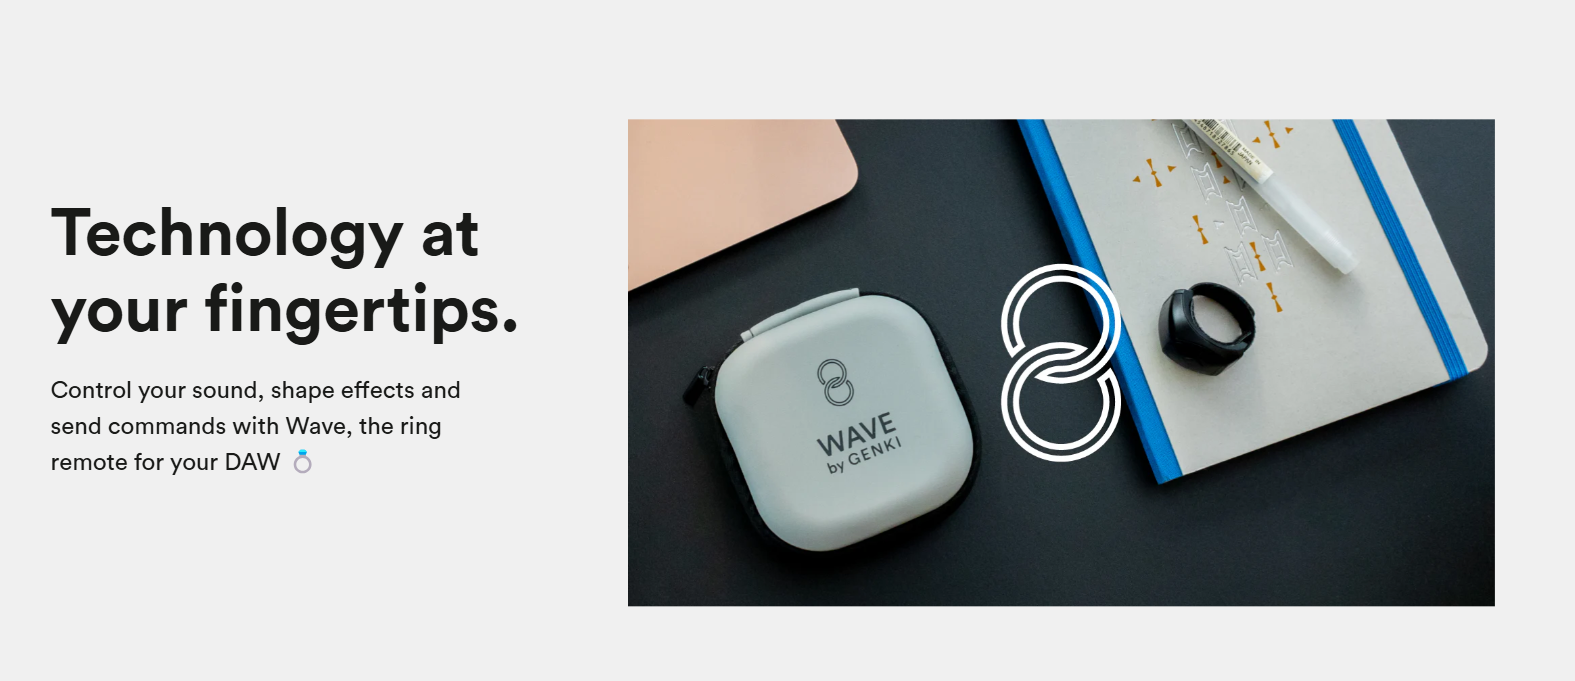 Technology at
your fingertips.
Control your sound, shape effects and
send commands with Wave, the ring
remote for your DAW 💍
WAVE
by GENKI